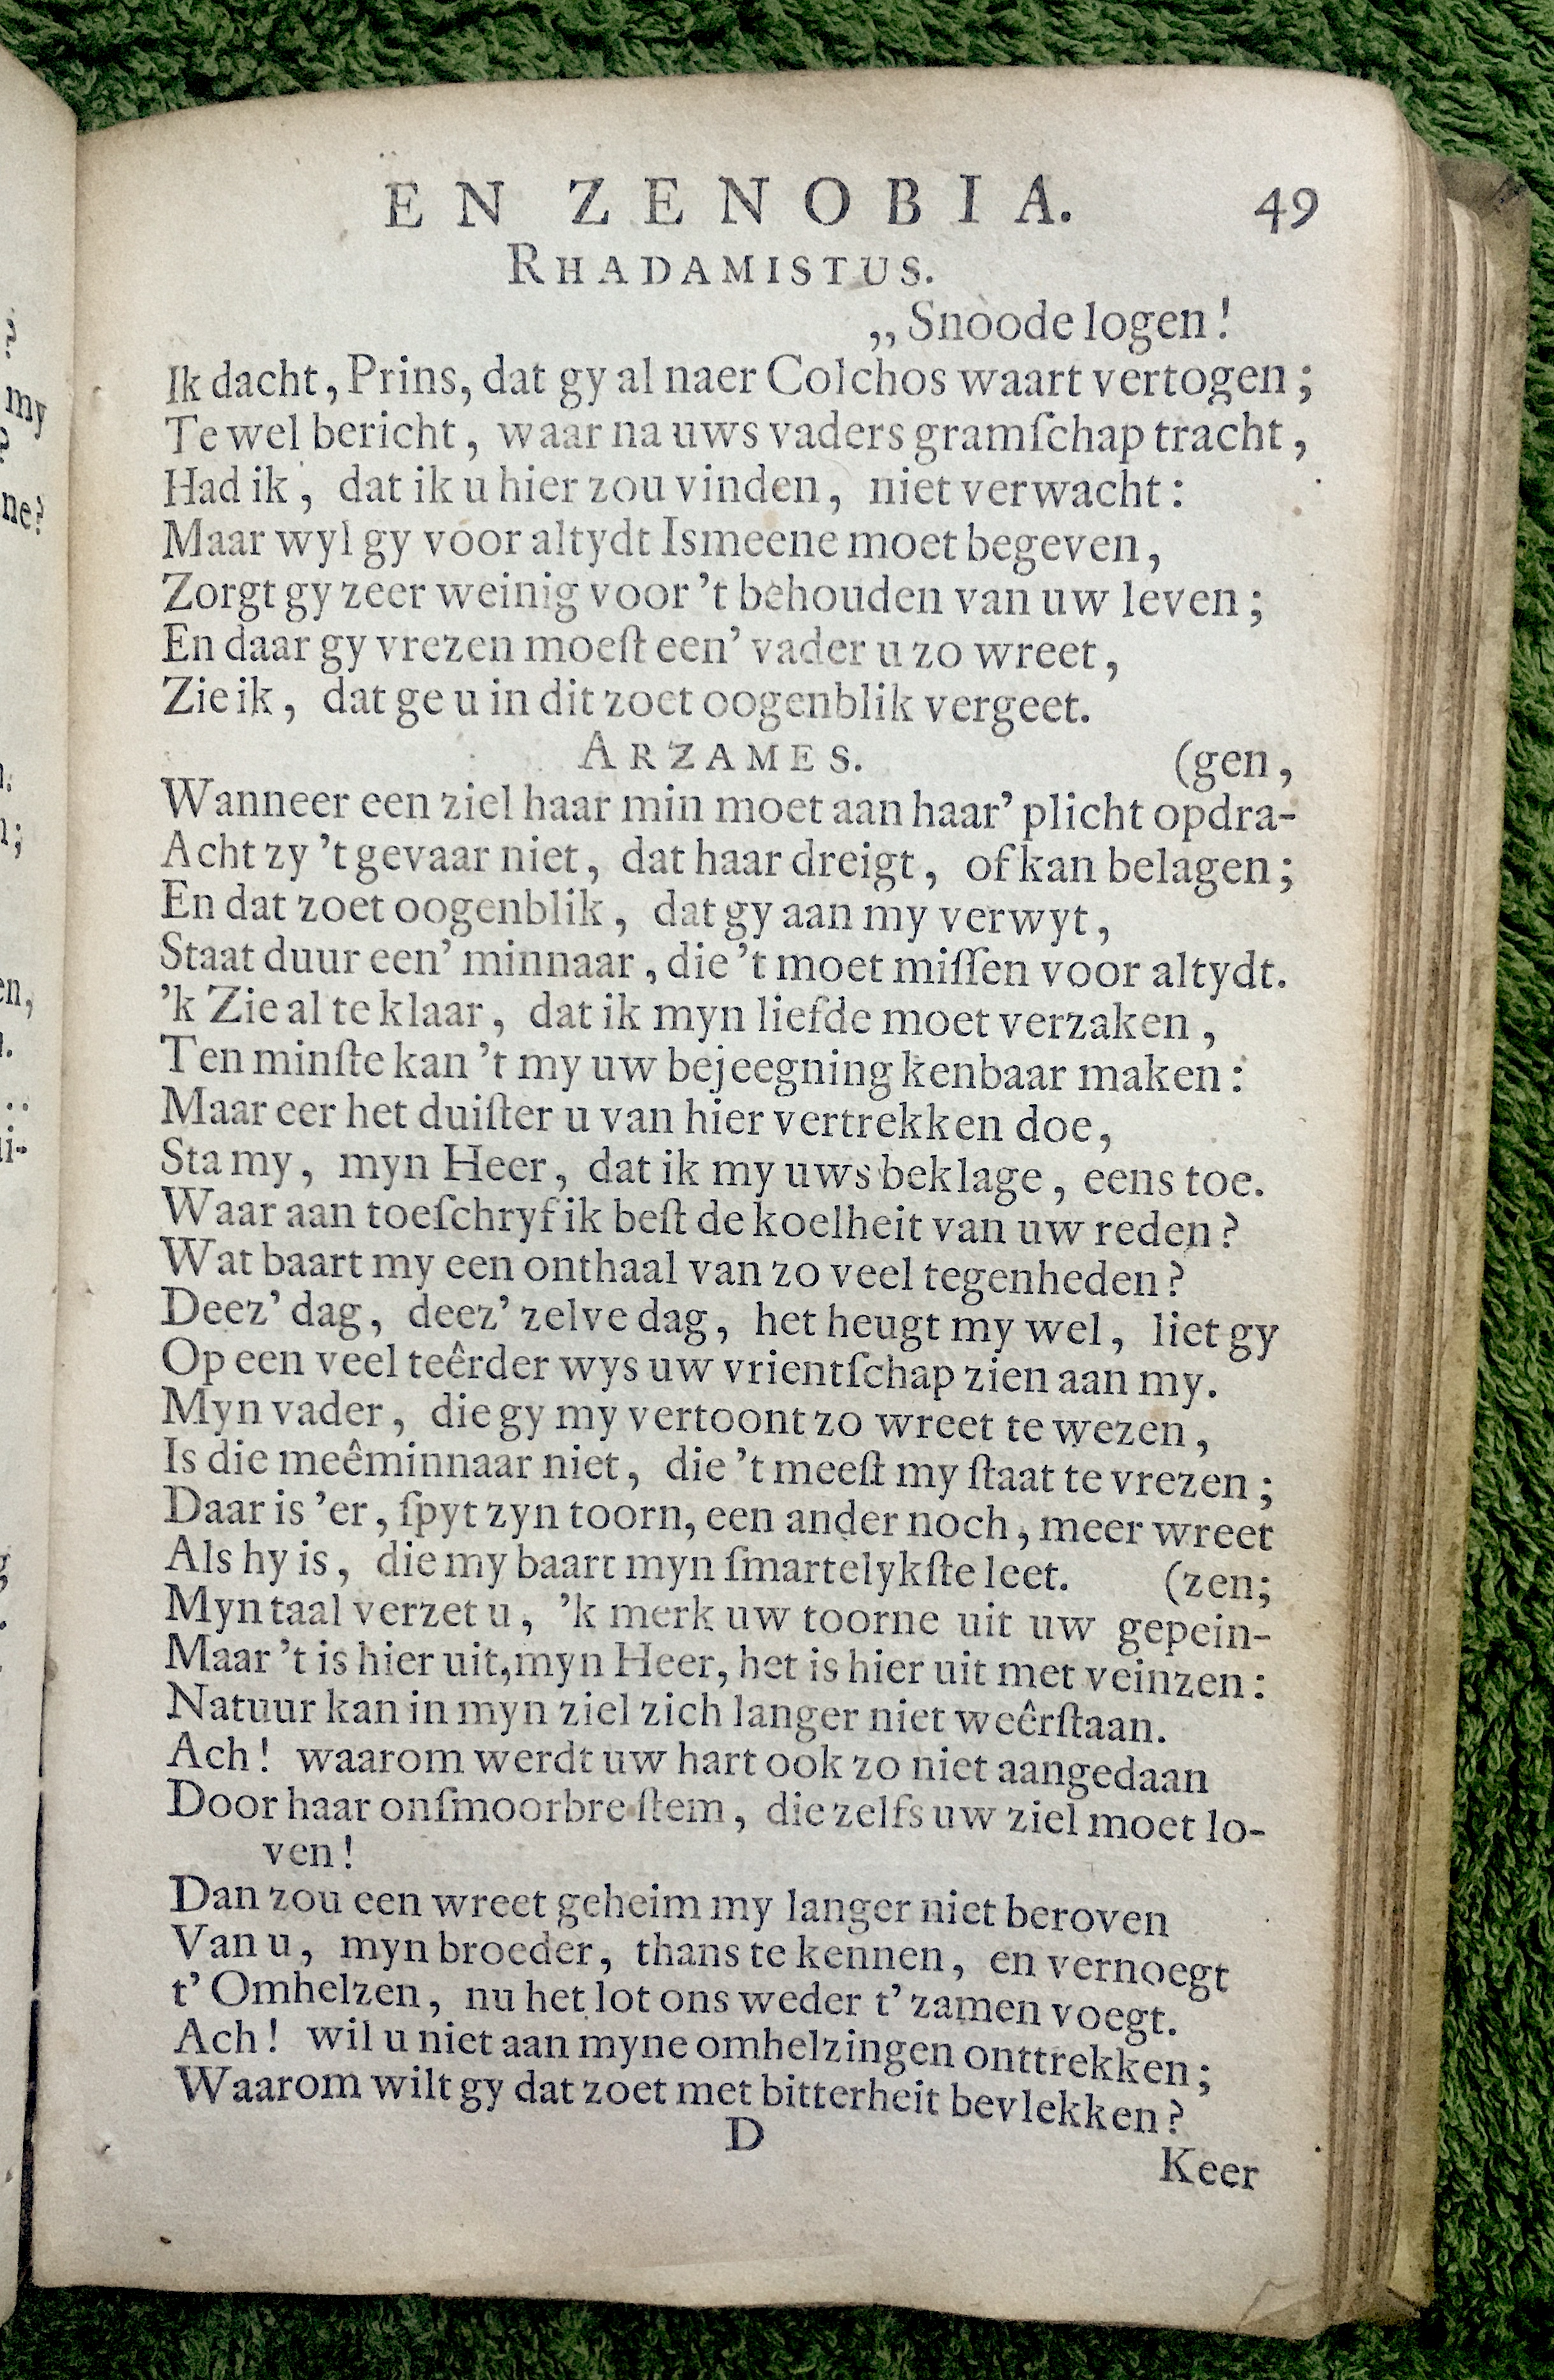 EN ZENOBIA. 49
RHADAMISTUS.
„Snoode logen!
Ik dacht, Prins, dat gy al naer Colchos waart vertogen;
Te wel bericht, waar na uws vaders gramſchap tracht,
Had ik, dat ik u hier zou vinden, niet verwacht:
Maar wyl gy voor altydt Ismeene moet begeven,
Zorgt gy zeer weinig voor 't behouden van uw leven;
En daar gy vrezen moeſt een' vader u zo wreet,
Zie ik, dat ge u in dit zoet oogenblik vergeet.
ARZAMES. (gen,
Wanneer een ziel haar min moet aan haar' plicht opdra-
Acht zy 't gevaar niet, dat haar dreigt, of kan belagen;
En dat zoet oogenblik, dat gy aan my verwyt,
Staat duur een' minnaar, die 't moet miſſen voor altydt.
'k Zie al te klaar, dat ik myn liefde moet verzaken,
Ten minſte kan 't my uw bejeegning kenbaar maken:
Maar eer het duiſter u van hier vertrekken doe,
Sta my, myn Heer, dat ik my uws beklage, eens toe.
Waar aan toeſchryf ik beſt de koelheit van uw reden?
Wat baart my een onthaal van zo veel tegenheden?
Deez' dag, deez' zelve dag, het heugt my wel, liet gy
Op een veel teêrder wys uw vrientſchap zien aan my.
Myn vader, die gy my vertoont zo wreet te wezen,
Is die meêminnaar niet, die 't meeſt my ſtaat te vrezen;
Daar is 'er, ſpyt zyn toorn, een ander noch, meer wreet
Als hy is, die my baart myn ſmartelykſte leet. (zen;
Myn taal verzet u, 'k merk uw toorne uit uw gepein-
Maar 't is hier uit, myn Heer, het is hier uit met veinzen:
Natuur kan in myn ziel zich langer niet weêrſtaan.
Ach! waarom werdt uw hart ook zo niet aangedaan
Door haar onſmoorbre ſtem, die zelfs uw ziel moet lo-
ven!
Dan zou een wreet geheim my langer niet beroven
Van u, myn broeder, thans te kennen, en vernoegt
t' Omhelzen, nu het lot ons weder t' zamen voegt.
Ach! wil u niet aan myne omhelzingen onttrekken;
Waarom wilt gy dat zoet met bitterheit bevlekken?
D
Keer